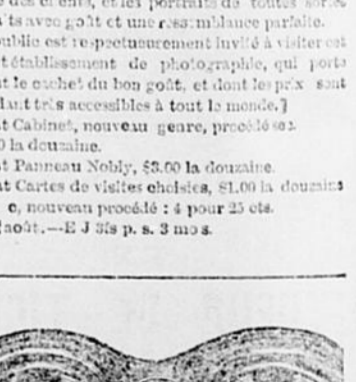 des clients, et les portraits de toutes sortes
ts avec goût et une ressemblance parfaite.
ublic est respectueusement invité à visiter cet
t établissement de photographie, qui porte
t le cachet du bon goût, et dont les prix sont
tant très accessibles à tout le monde.]
t Cabinet, nouveau genre, procédé
0 la douzaine.
t Panneau Nobly, $3.00 la douzaine.
t Cartes de visites choisies, $1.00 la douzaine
e, nouveau procédé : 4 pour 25 cts.
août.—E J 3fs p. s. 3 mos.